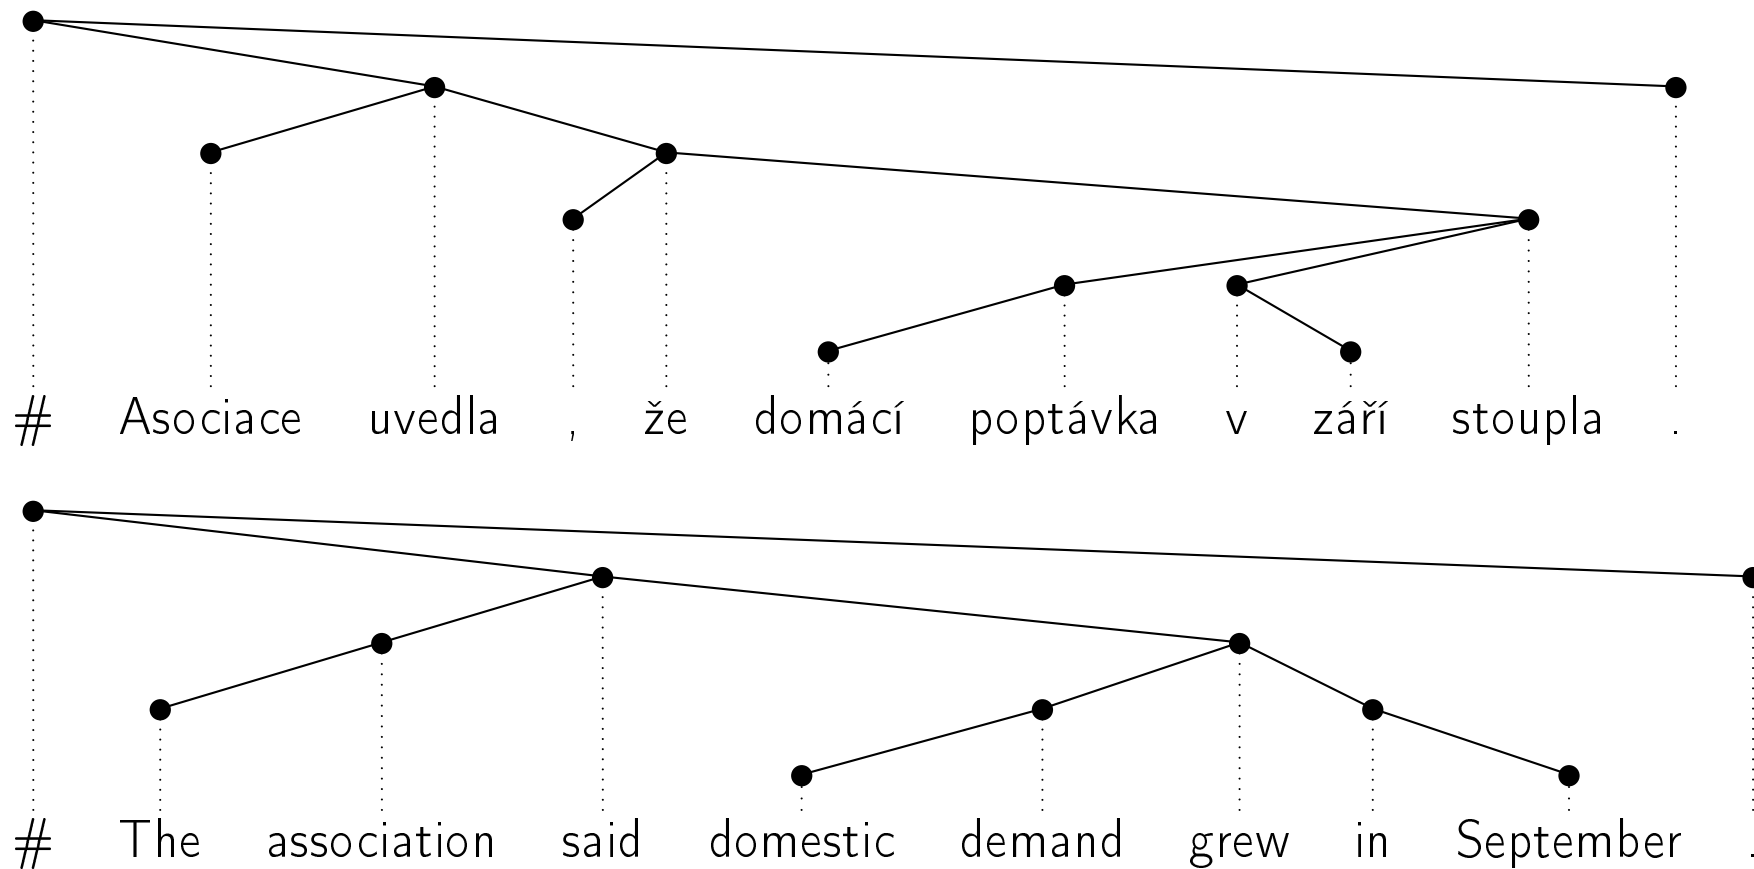 # Asociace uvedla , že domácí poptávka v září stoupla .
# The association said domestic demand grew in September .